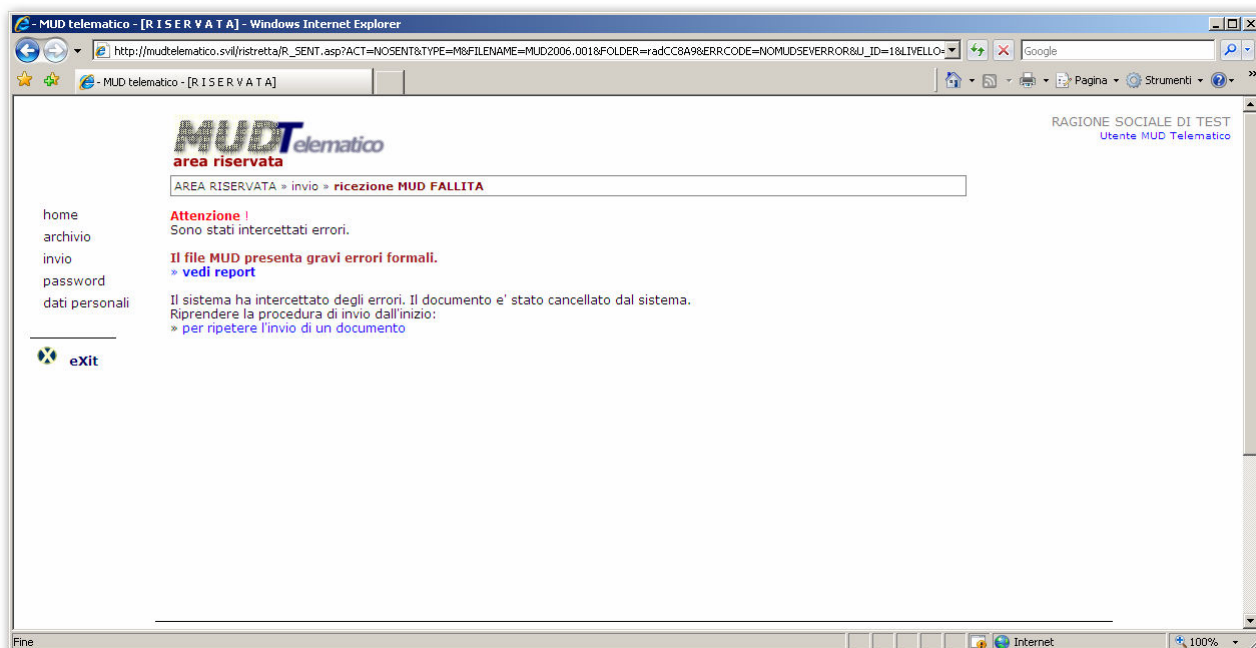 - MUD telematico - [R I S E R V A T A] - Windows Internet Explorer
http://mudtelematico.svil/ristretta/R_SENT.asp?ACT=NOSENT&TYPE=M&FILENAME=MUD2006.001&FOLDER=radCC8A9&ERRCODE=NOMUDSEVERROR&U_ID=1&LIVELLO=
Google
- MUD telematico - [R I S E R V A T A]
Pagina
Strumenti
MUDTelematico
area riservata
RAGIONE SOCIALE DI TEST
Utente MUD Telematico
AREA RISERVATA » invio » ricezione MUD FALLITA
home
archivio
invio
password
dati personali
eXit
Attenzione !
Sono stati intercettati errori.
Il file MUD presenta gravi errori formali.
» vedi report
Il sistema ha intercettato degli errori. Il documento e' stato cancellato dal sistema.
Riprendere la procedura di invio dall'inizio:
» per ripetere l'invio di un documento
Fine
Internet
100%